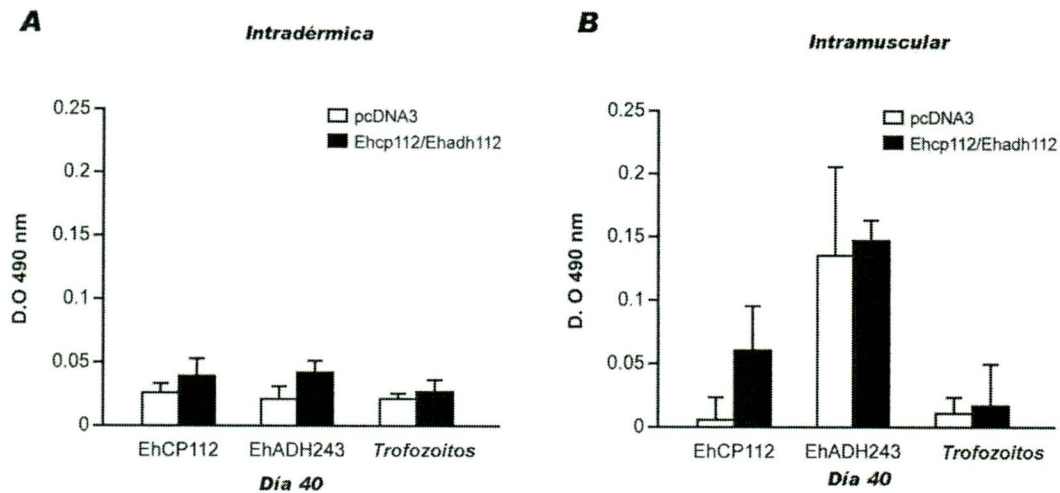 A
Intradérmica
0.25
0.2
0.15
0.1
0.05
0
D.O 490 nm
pcDNA3
Ehcp112/Ehadh112
EhCP112
EhADH243
Trofozoitos
Día 40
B
Intramuscular
0.25
0.2
0.15
0.1
0.05
0
D. O 490 nm
pcDNA3
Ehcp112/Ehadh112
EhCP112
EhADH243
Trofozoitos
Día 40